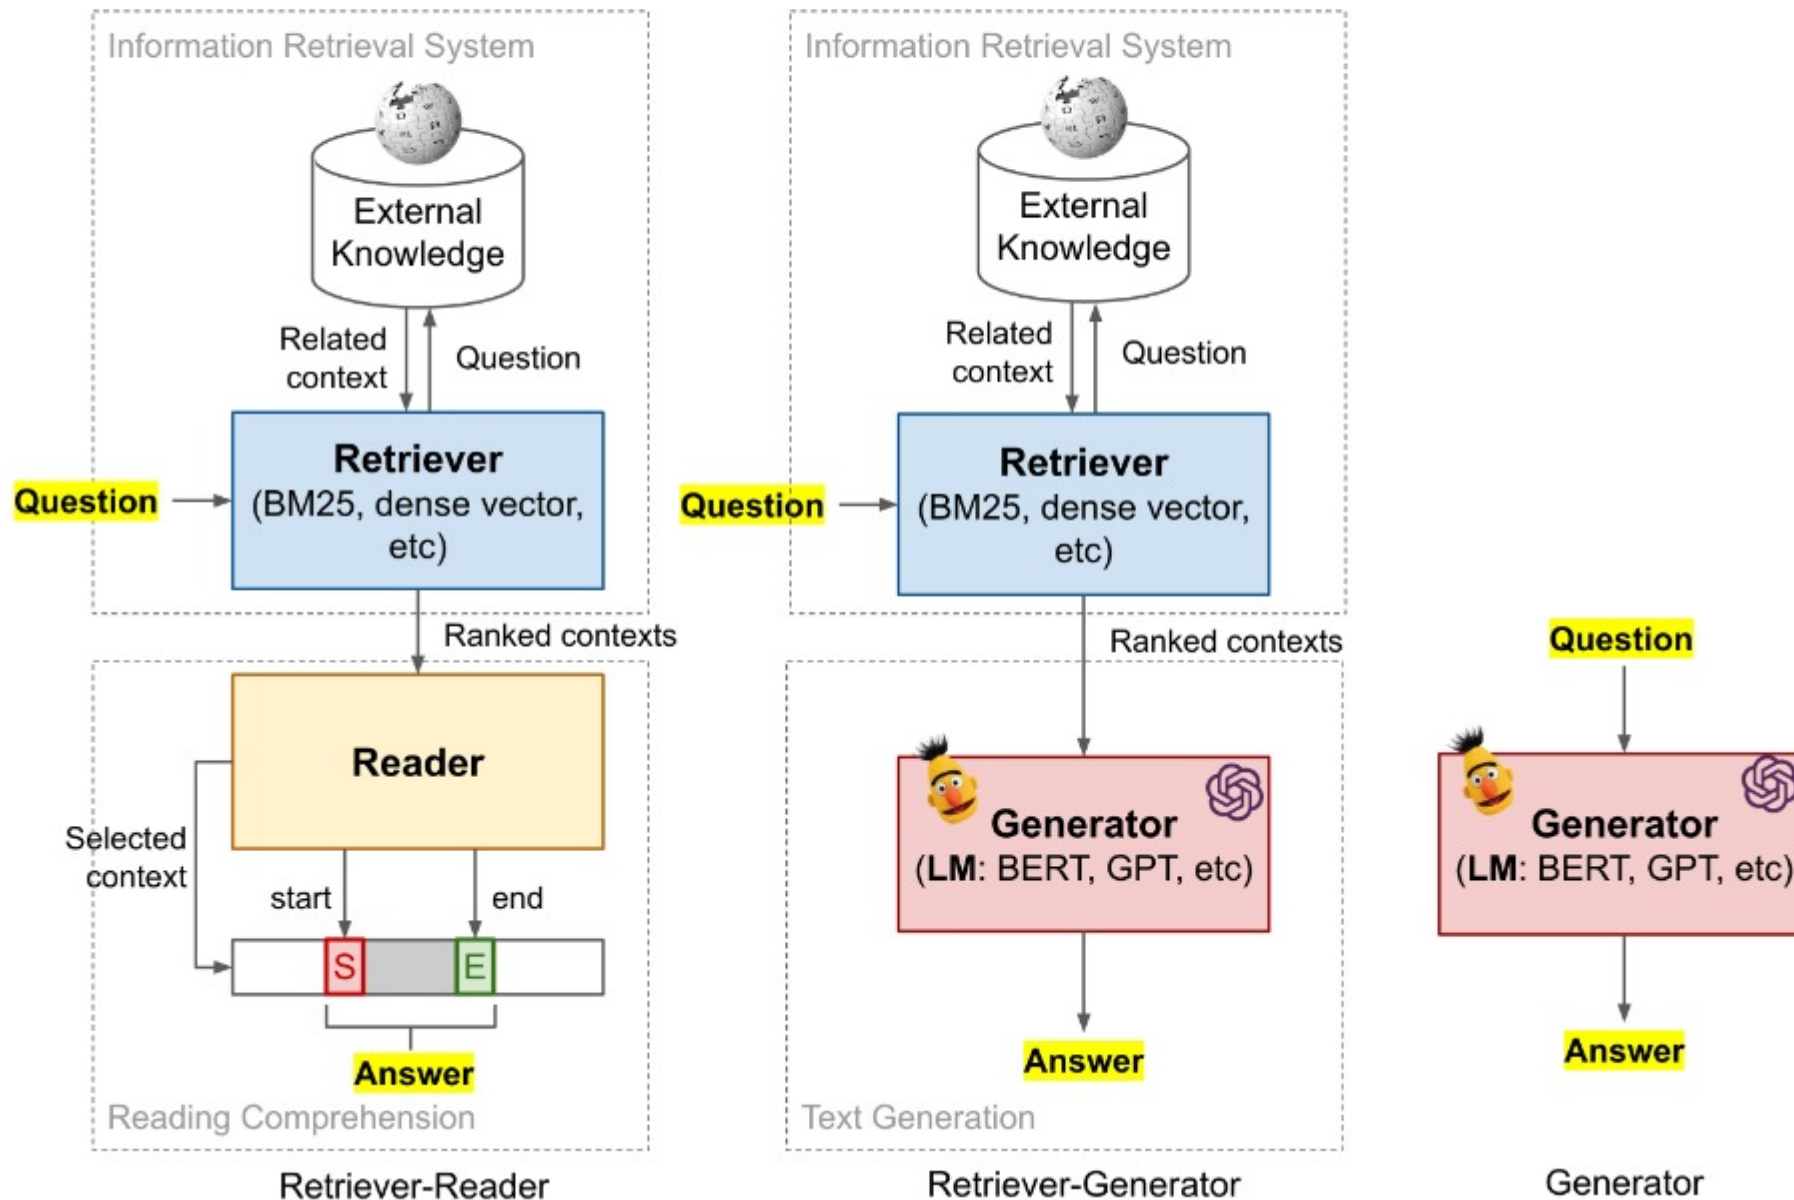 Information Retrieval System
External
Knowledge
Related
context
Question
Question
Retriever
(BM25, dense vector,
etc)
Ranked contexts
Reader
Selected
context
start
end
S
E
Answer
Reading Comprehension
Retriever-Reader
Information Retrieval System
External
Knowledge
Related
context
Question
Question
Retriever
(BM25, dense vector,
etc)
Ranked contexts
Generator
(LM: BERT, GPT, etc)
Answer
Text Generation
Retriever-Generator
Question
Generator
(LM: BERT, GPT, etc)
Answer
Generator